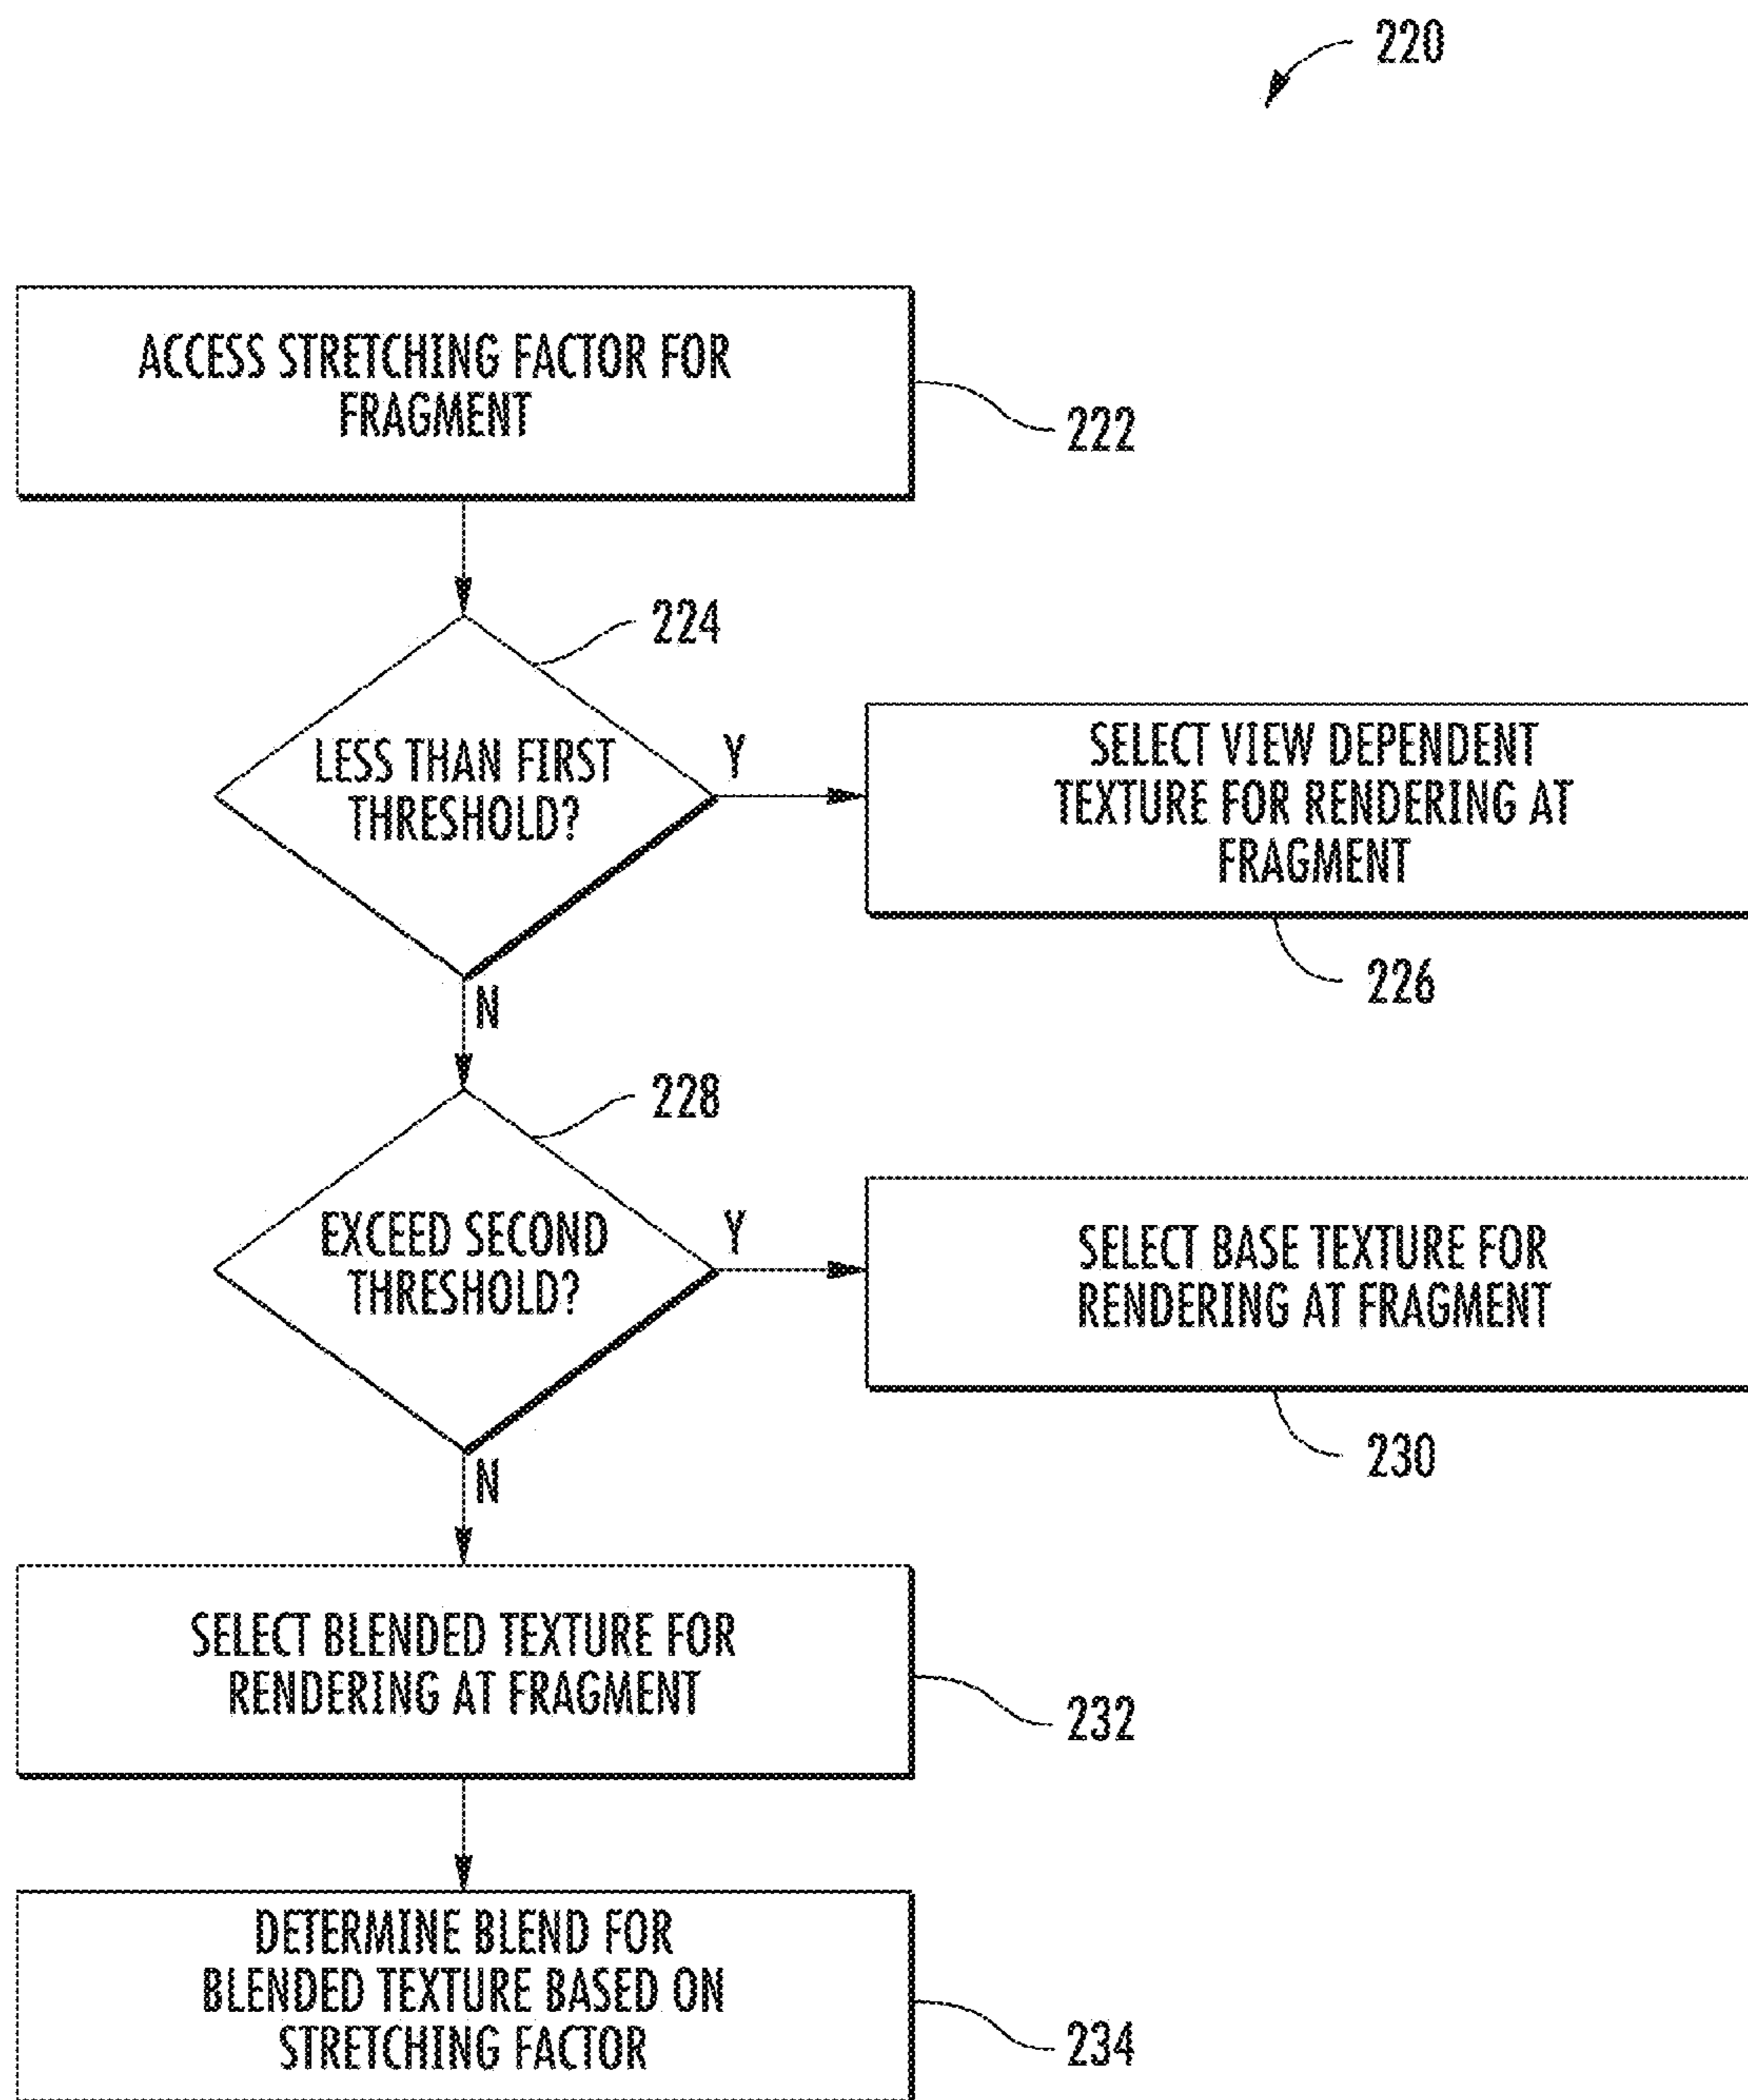 220
ACCESS STRETCHING FACTOR FOR
FRAGMENT
222
224
LESS THAN FIRST
THRESHOLD?
Y
SELECT VIEW DEPENDENT
TEXTURE FOR RENDERING AT
FRAGMENT
226
N
228
EXCEED SECOND
THRESHOLD?
Y
SELECT BASE TEXTURE FOR
RENDERING AT FRAGMENT
230
N
SELECT BLENDED TEXTURE FOR
RENDERING AT FRAGMENT
232
DETERMINE BLEND FOR
BLENDED TEXTURE BASED ON
STRETCHING FACTOR
234